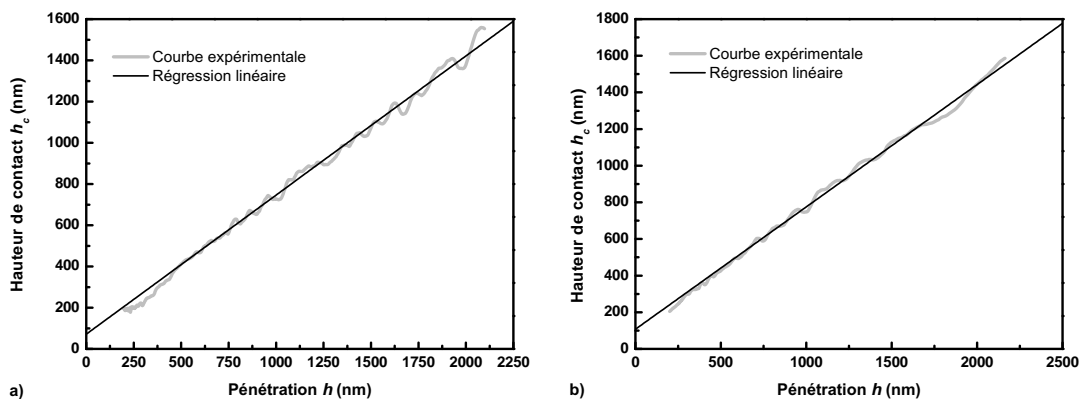 1600
1400
1200
1000
800
600
400
200
0
Hauteur de contact h_c (nm)
Courbe expérimentale
Régression linéaire
0 250 500 750 1000 1250 1500 1750 2000 2250
Pénétration h (nm)
a)
1800
1600
1400
1200
1000
800
600
400
200
0
Hauteur de contact h_c (nm)
Courbe expérimentale
Régression linéaire
0 500 1000 1500 2000 2500
Pénétration h (nm)
b)